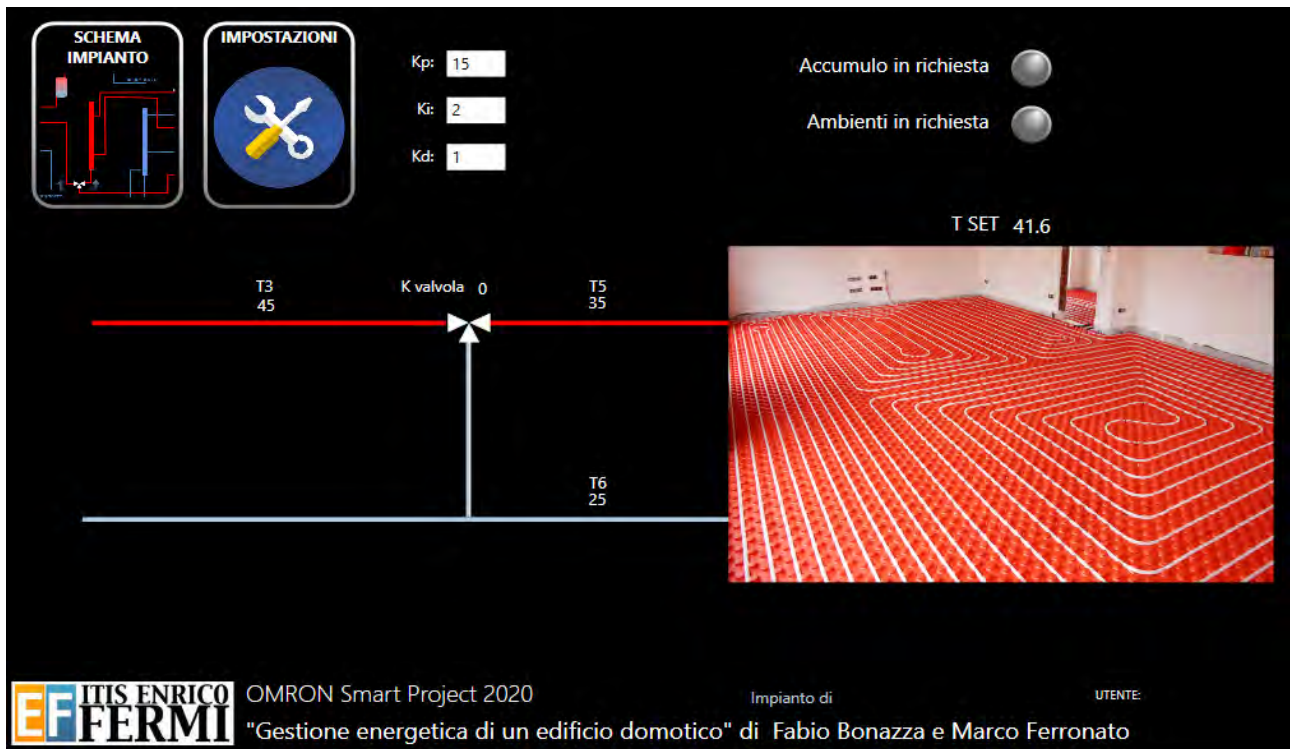 SCHEMA
IMPIANTO
IMPOSTAZIONI
Kp: 15
Ki: 2
Kd: 1
Accumulo in richiesta
Ambienti in richiesta
T SET 41.6
T3
45
K valvola 0
T5
35
T6
25
EF ITIS ENRICO
FERMI
OMRON Smart Project 2020
Impianto di
UTENTE:
"Gestione energetica di un edificio domotico" di Fabio Bonazza e Marco Ferronato